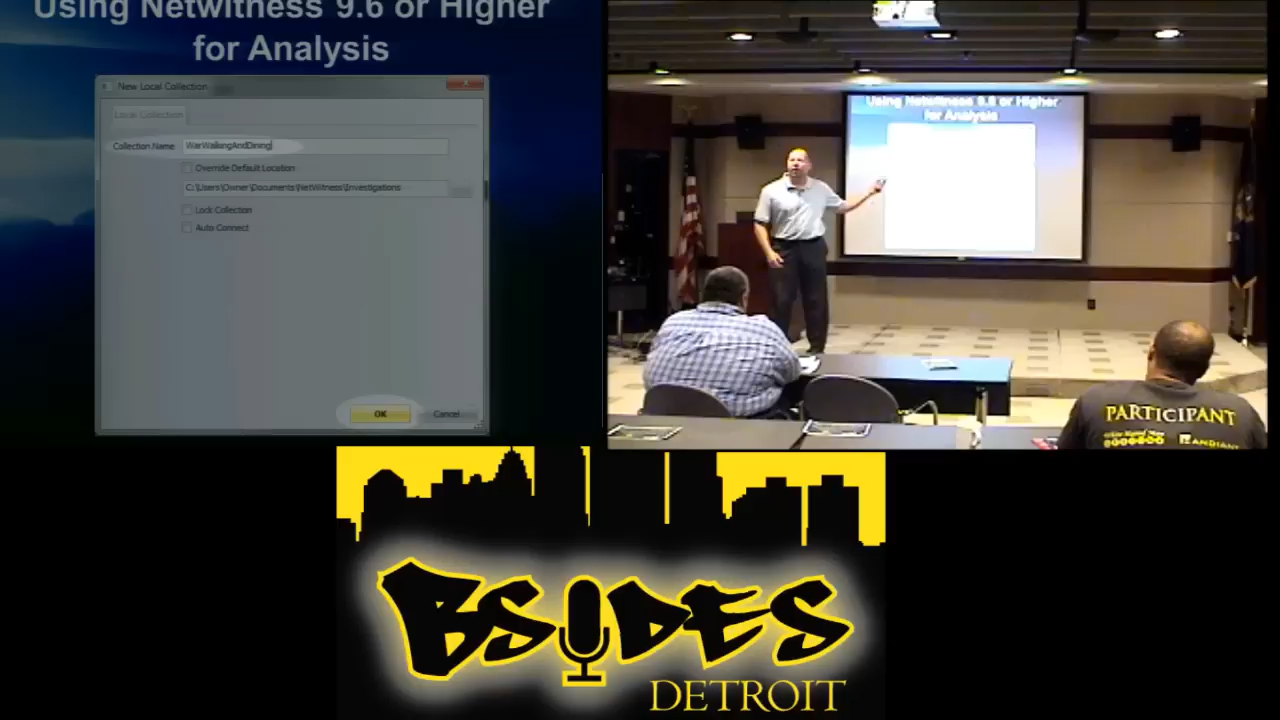 Using Netwitness 9.6 or Higher
for Analysis
New Local Collection
Local Collection
Collection Name WarWalkingAndDining
Override Default Location
C:\Users\Owner\Documents\NetWitness\Investigations
Lock Collection
Auto Connect
OK Cancel
Using Netwitness 9.6 or Higher
for Analysis
PARTICIPANT
BSIDES
DETROIT